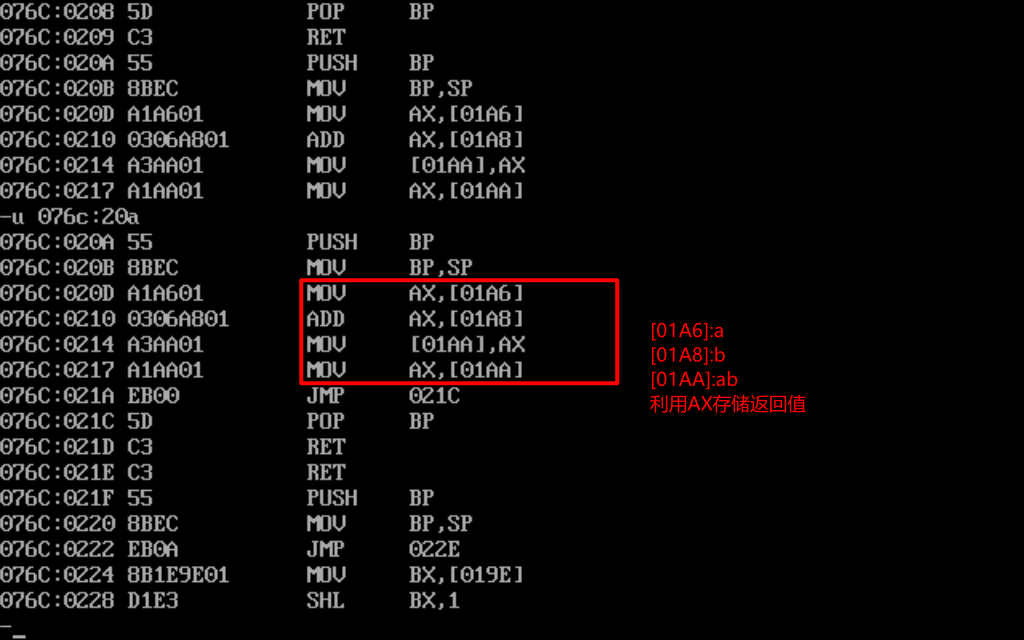 076C:0208 5D POP BP
076C:0209 C3 RET
076C:020A 55 PUSH BP
076C:020B 8BEC MOV BP,SP
076C:020D A1A601 MOV AX,[01A6]
076C:0210 0306A801 ADD AX,[01A8]
076C:0214 A3AA01 MOV [01AA],AX
076C:0217 A1AA01 MOV AX,[01AA]
-u 076c:20a
076C:020A 55 PUSH BP
076C:020B 8BEC MOV BP,SP
076C:020D A1A601 MOV AX,[01A6]
076C:0210 0306A801 ADD AX,[01A8]
076C:0214 A3AA01 MOV [01AA],AX
076C:0217 A1AA01 MOV AX,[01AA]
076C:021A EB00 JMP 021C
076C:021C 5D POP BP
076C:021D C3 RET
076C:021E C3 RET
076C:021F 55 PUSH BP
076C:0220 8BEC MOV BP,SP
076C:0222 EB0A JMP 022E
076C:0224 8B1E9E01 MOV BX,[019E]
076C:0228 D1E3 SHL BX,1
-_
[01A6]:a
[01A8]:b
[01AA]:ab
利用AX存储返回值